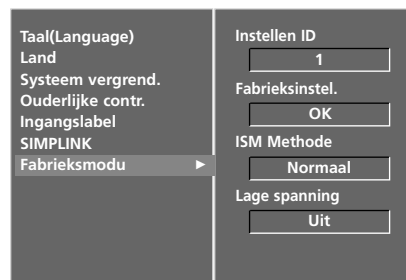 Taal(Language)
Land
Systeem vergrend.
Ouderlijke contr.
Ingangslabel
SIMPLINK
Fabrieksmodu ►
Instellen ID
1
Fabrieksinstel.
OK
ISM Methode
Normaal
Lage spanning
Uit